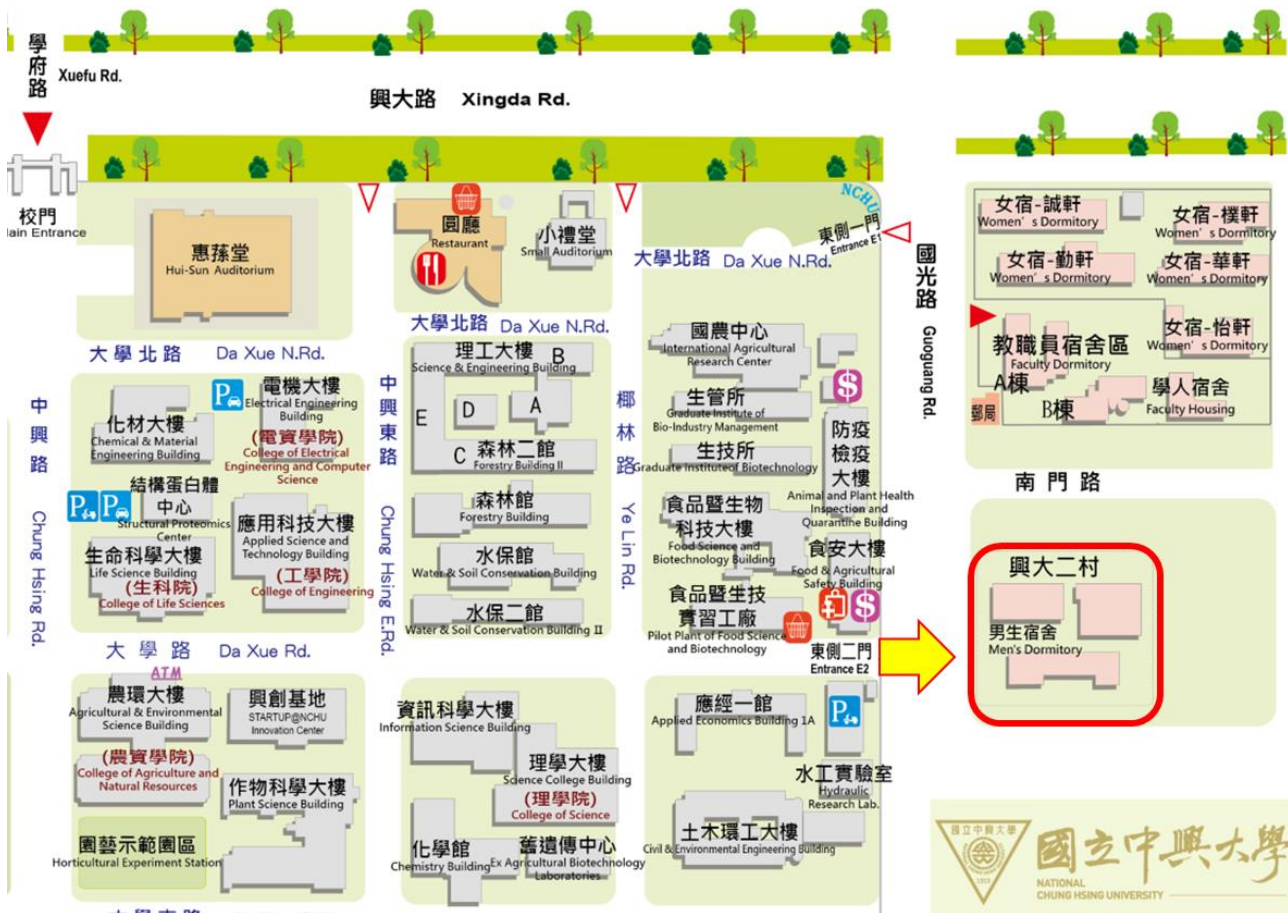 學府路
Xuefu Rd.
興大路 Xingda Rd.
校門
ain Entrance
惠蓀堂
Hui-Sun Auditorium
圓廳
Restaurant
小禮堂
Small Auditorium
NCHU
東側一門
Entrance E1
大學北路 Da Xue N.Rd.
大學北路 Da Xue N.Rd.
大學北路 Da Xue N.Rd.
國光路 Guoguang Rd.
女宿-誠軒
Women's Dormitory
女宿-樸軒
Women's Dormitory
女宿-勤軒
Women's Dormitory
女宿-華軒
Women's Dormitory
女宿-怡軒
Women's Dormitory
教職員宿舍區
Faculty Dormitory
A棟
B棟
學人宿舍
Faculty Housing
郵局
南門路
興大二村
男生宿舍
Men's Dormitory
中興路 Chung Hsing Rd.
P
電機大樓
Electrical Engineering
Building
(電資學院)
College of Electrical
Engineering and Computer
Science
化材大樓
Chemical & Material
Engineering Building
P P
結構蛋白體
中心
Structural Proteomics
Center
應用科技大樓
Applied Science and
Technology Building
(工學院)
College of Engineering
生命科學大樓
Life Science Building
(生科院)
College of Life Sciences
中興東路 Chung Hsing E.Rd.
理工大樓
Science & Engineering Building
B
E
D
A
C
森林二館
Forestry Building II
森林館
Forestry Building
水保館
Water & Soil Conservation Building
水保二館
Water & Soil Conservation Building II
椰林路 Ye Lin Rd.
國農中心
International Agricultural
Research Center
$
生管所
Graduate Institute of
Bio-Industry Management
生技所
Graduate Instituteof Biotechnology
防疫
檢疫
大樓
Animal and Plant Health
Inspection and
Quarantine Building
食品暨生物
科技大樓
Food Science and
Biotechnology Building
食安大樓
Food & Agricultural
Safety Building
$
食品暨生技
實習工廠
Pilot Plant of Food Science
and Biotechnology
東側二門
Entrance E2
大學路 Da Xue Rd.
ATM
農環大樓
Agricultural & Environmental
Science Building
(農資學院)
College of Agriculture and
Natural Resources
興創基地
STARTUP@NCHU
Innovation Center
作物科學大樓
Plant Science Building
園藝示範園區
Horticultural Experiment Station
資訊科學大樓
Information Science Building
理學大樓
Science College Building
(理學院)
College of Science
化學館
Chemistry Building
舊遺傳中心
Ex Agricultural Biotechnology
Laboratories
應經一館
Applied Economics Building 1A
P
水工實驗室
Hydraulic
Research Lab.
土木環工大樓
Civil & Environmental Engineering Building
國立中興大學
1919
國立中興大學
NATIONAL
CHUNG HSING UNIVERSITY